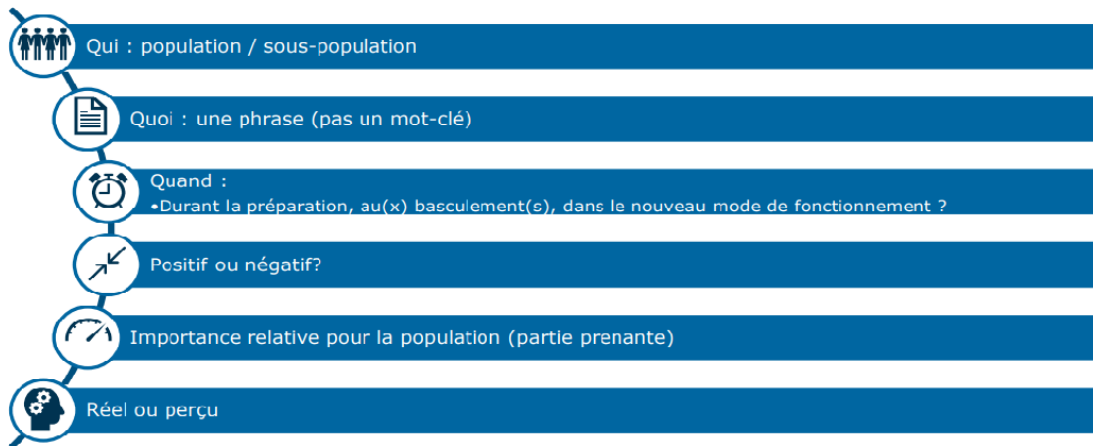 Qui : population / sous-population
Quoi : une phrase (pas un mot-clé)
Quand :
•Durant la préparation, au(x) basculement(s), dans le nouveau mode de fonctionnement ?
Positif ou négatif?
Importance relative pour la population (partie prenante)
Réel ou perçu